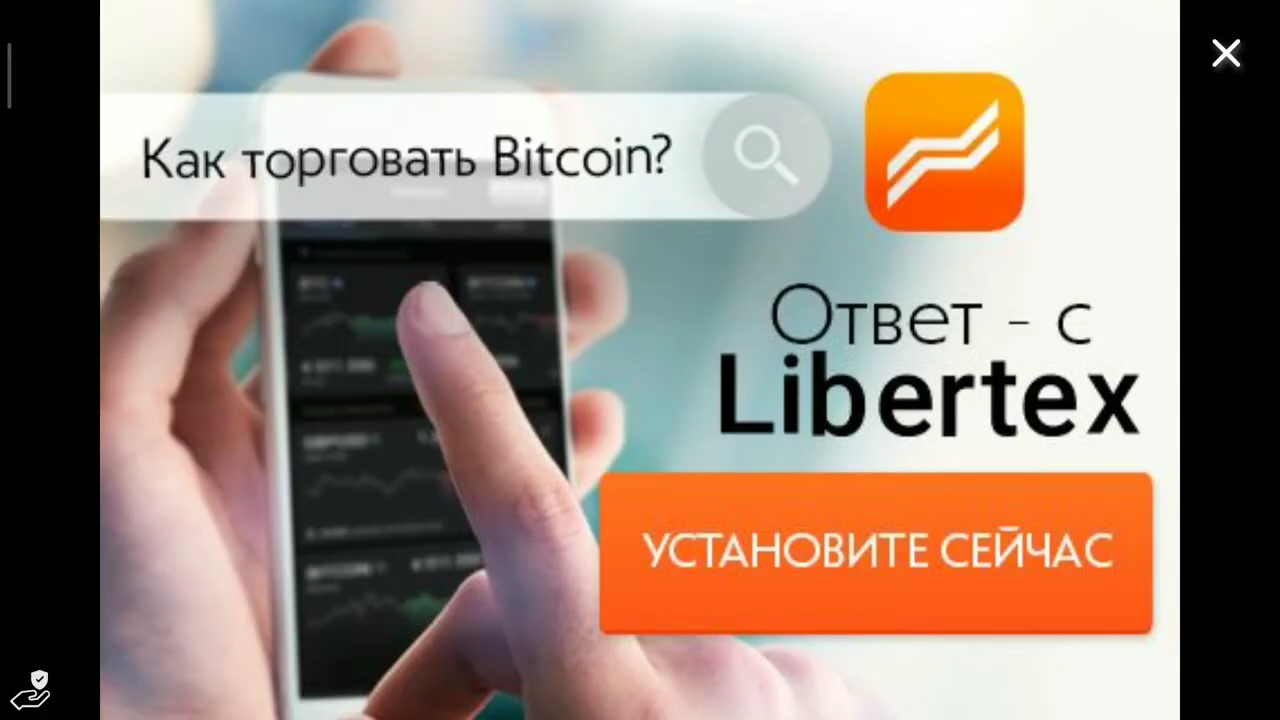 Как торговать Bitcoin?
Ответ - с
Libertex
УСТАНОВИТЕ СЕЙЧАС